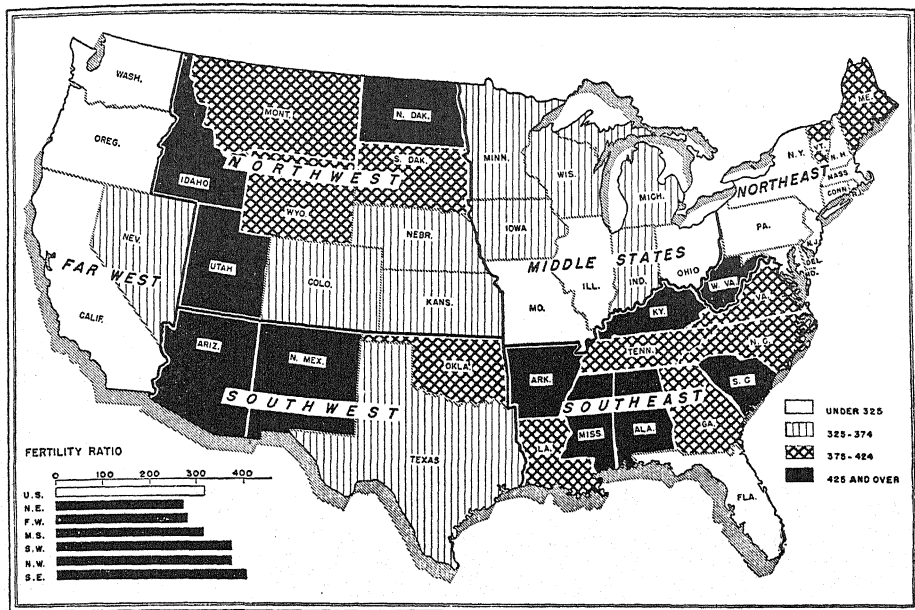 WASH.
OREG.
CALIF.
NEV.
FAR WEST
IDAHO
MONT.
N. DAK.
S. DAK.
NORTHWEST
WYO.
NEBR.
UTAH
COLO.
KANS.
ARIZ.
N. MEX.
OKLA.
SOUTHWEST
TEXAS
MINN.
WIS.
MICH.
IOWA
MIDDLE STATES
ILL.
IND.
OHIO
MO.
N.Y.
VT.
N.H.
ME.
MASS.
CONN.
NORTHEAST
PA.
N.J.
DEL.
MD.
W. VA.
VA.
KY.
TENN.
N. C.
ARK.
SOUTHEAST
S. C
MISS.
ALA.
GA.
LA.
FLA.
UNDER 325
325-374
375-424
425 AND OVER
FERTILITY RATIO
0 100 200 300 400
U.S.
N.E.
F.W.
M.S.
S.W.
N.W.
S.E.